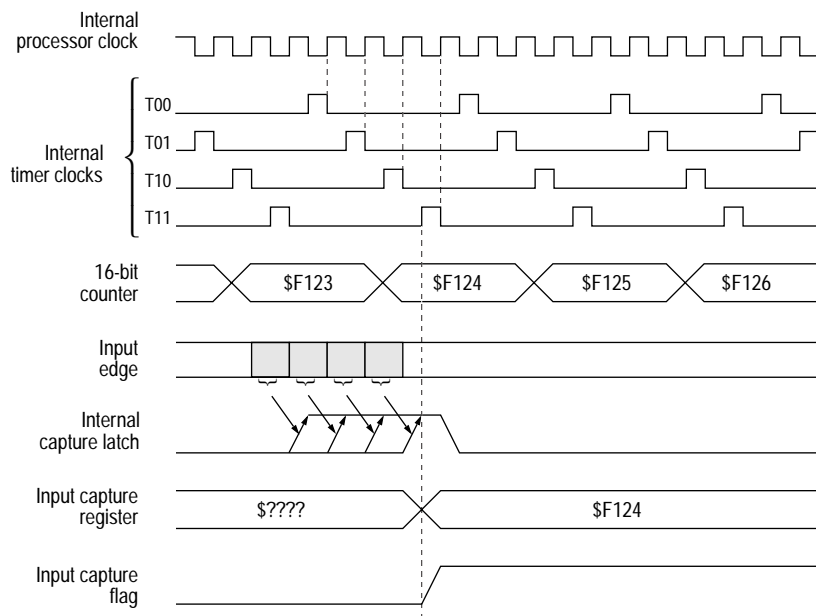 Internal
processor clock
T00
T01
Internal
timer clocks
T10
T11
16-bit
counter
$F123
$F124
$F125
$F126
Input
edge
Internal
capture latch
Input capture
register
$????
$F124
Input capture
flag